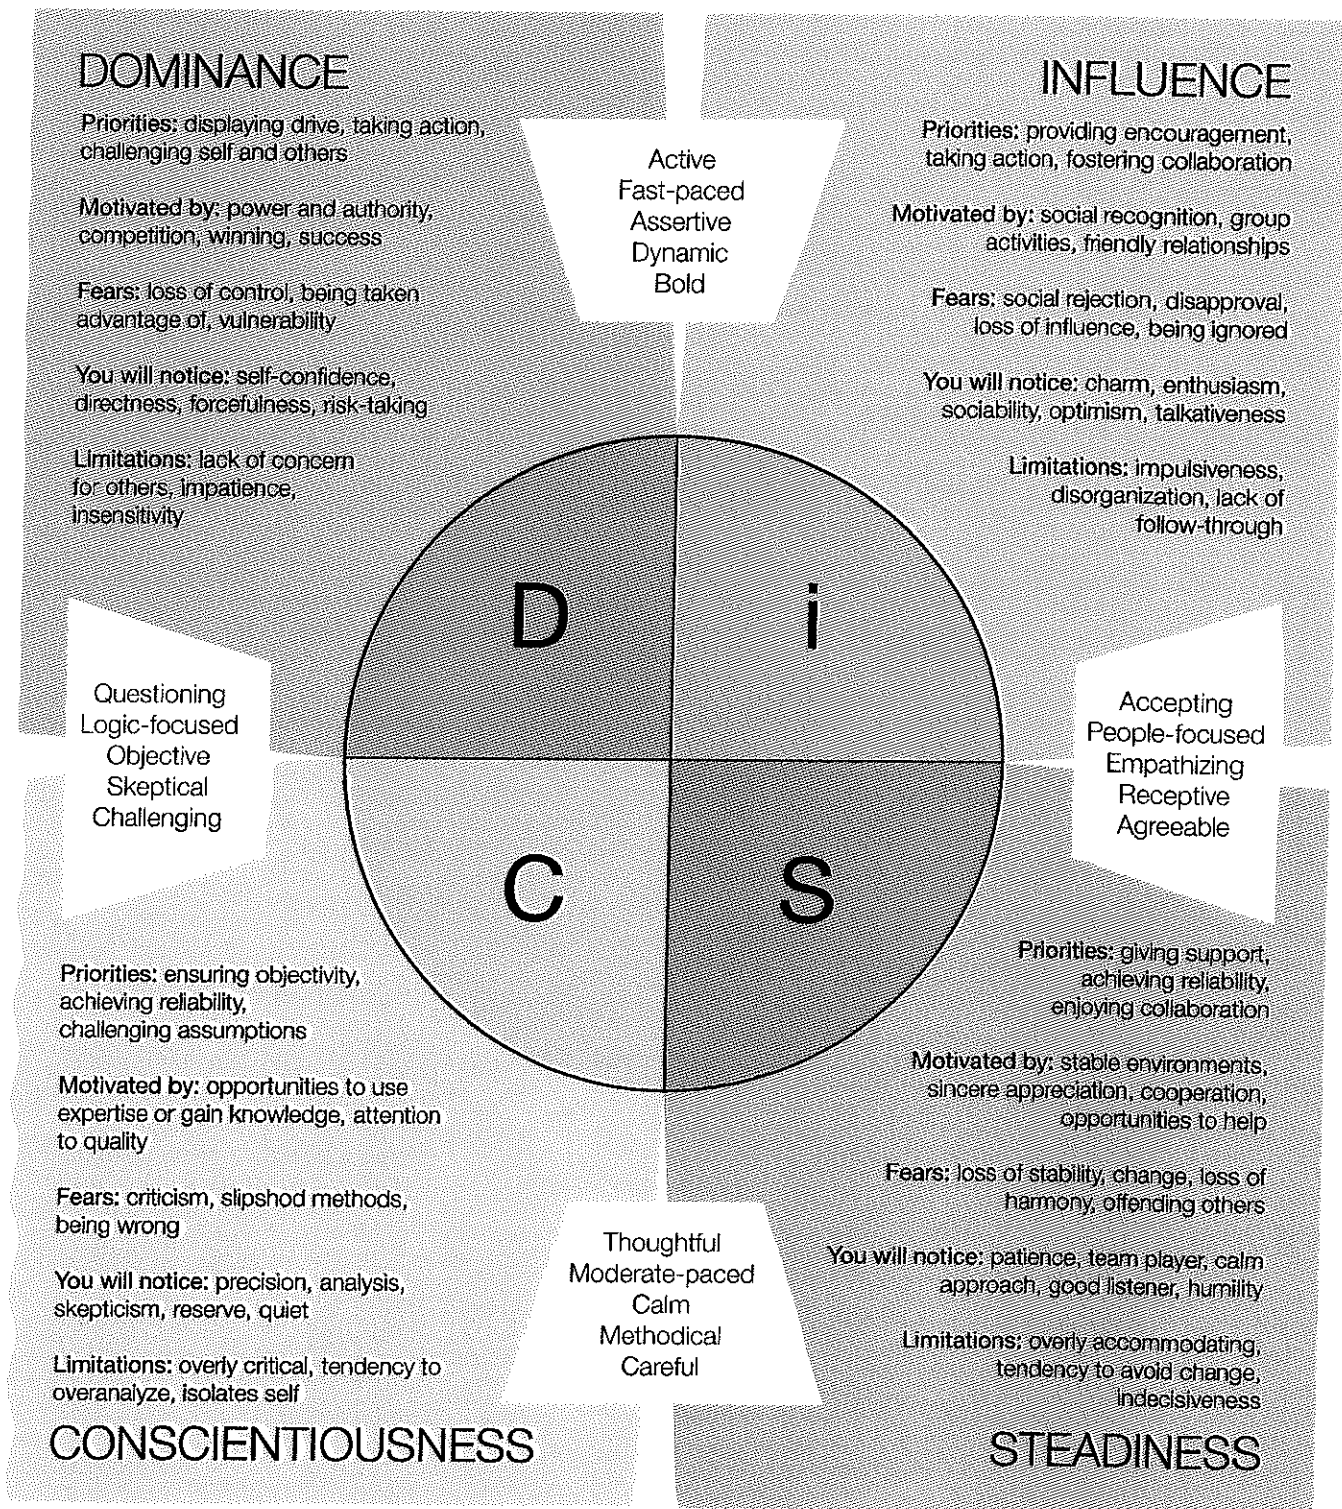 DOMINANCE
Priorities: displaying drive, taking action,
challenging self and others
Motivated by: power and authority,
competition, winning, success
Fears: loss of control, being taken
advantage of, vulnerability
You will notice: self-confidence,
directness, forcefulness, risk-taking
Limitations: lack of concern
for others, impatience,
insensitivity
Active
Fast-paced
Assertive
Dynamic
Bold
INFLUENCE
Priorities: providing encouragement,
taking action, fostering collaboration
Motivated by: social recognition, group
activities, friendly relationships
Fears: social rejection, disapproval,
loss of influence, being ignored
You will notice: charm, enthusiasm,
sociability, optimism, talkativeness
Limitations: impulsiveness,
disorganization, lack of
follow-through
D
i
Questioning
Logic-focused
Objective
Skeptical
Challenging
Accepting
People-focused
Empathizing
Receptive
Agreeable
C
S
Priorities: ensuring objectivity,
achieving reliability,
challenging assumptions
Motivated by: opportunities to use
expertise or gain knowledge, attention
to quality
Fears: criticism, slipshod methods,
being wrong
You will notice: precision, analysis,
skepticism, reserve, quiet
Limitations: overly critical, tendency to
overanalyze, isolates self
CONSCIENTIOUSNESS
Thoughtful
Moderate-paced
Calm
Methodical
Careful
Priorities: giving support,
achieving reliability,
enjoying collaboration
Motivated by: stable environments,
sincere appreciation, cooperation,
opportunities to help
Fears: loss of stability, change, loss of
harmony, offending others
You will notice: patience, team player, calm
approach, good listener, humility
Limitations: overly accommodating,
tendency to avoid change,
indecisiveness
STEADINESS